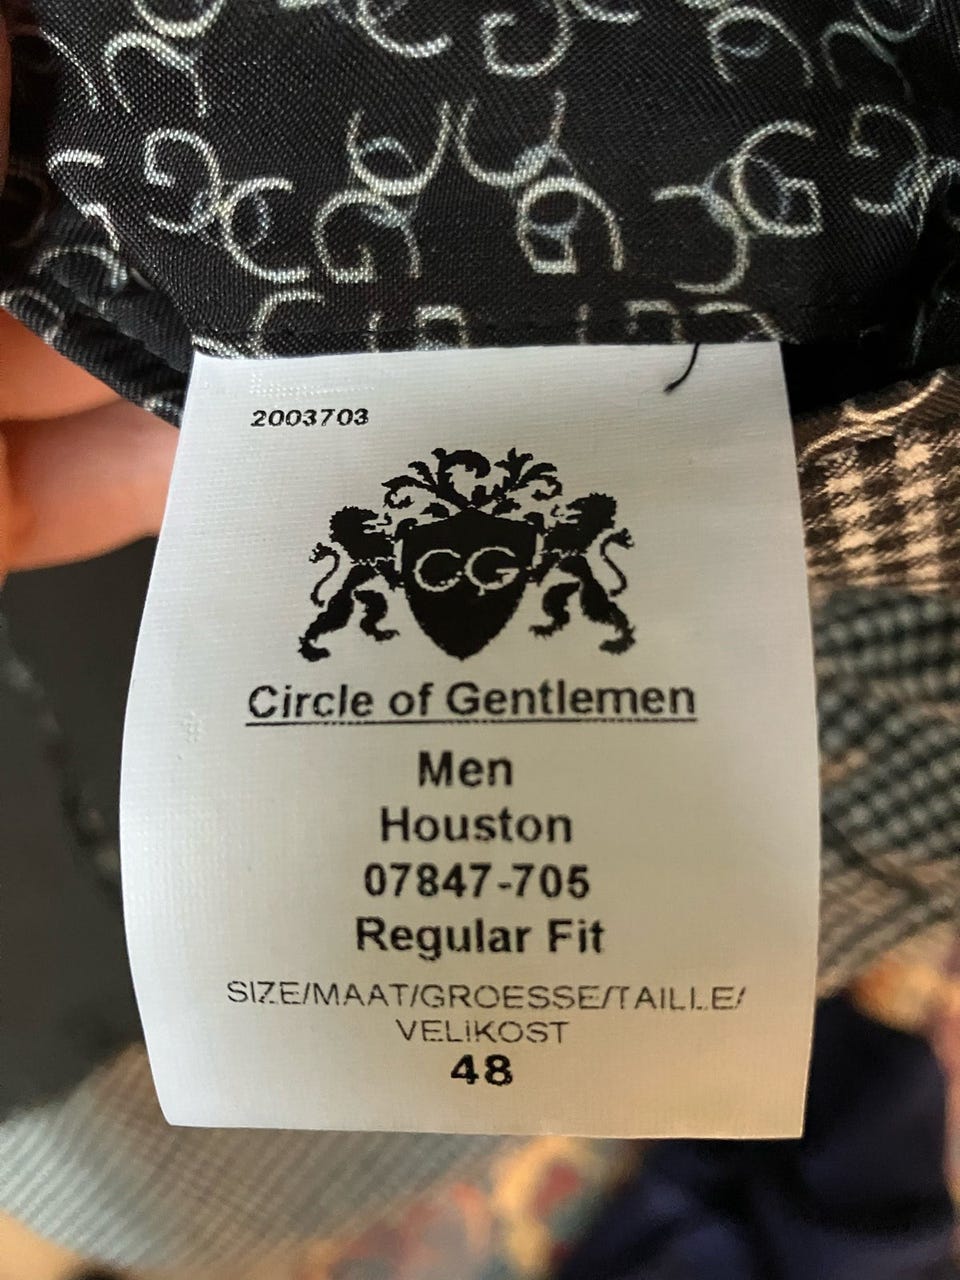 2003703
CG
Circle of Gentlemen
Men
Houston
07847-705
Regular Fit
SIZE/MAAT/GROESSE/TAILLE/
VELIKOST
48